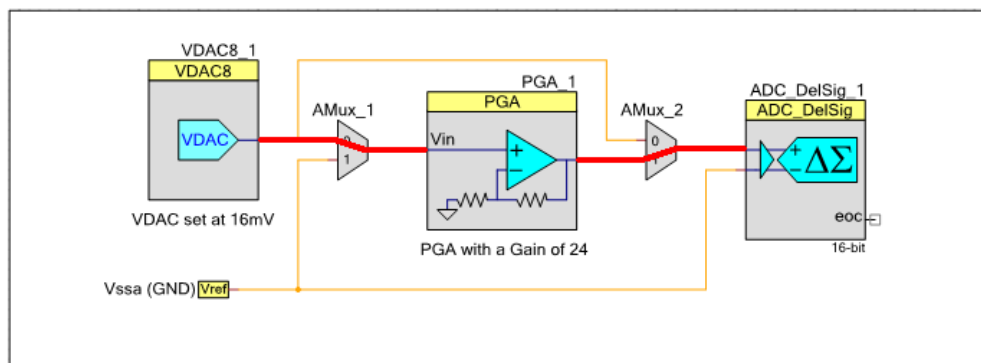 VDAC8_1
VDAC8
VDAC
VDAC set at 16mV
AMux_1
0
1
PGA_1
PGA
Vin
+
−
PGA with a Gain of 24
AMux_2
0
1
ADC_DelSig_1
ADC_DelSig
+
−
ΔΣ
eoc
16-bit
Vssa (GND) Vref